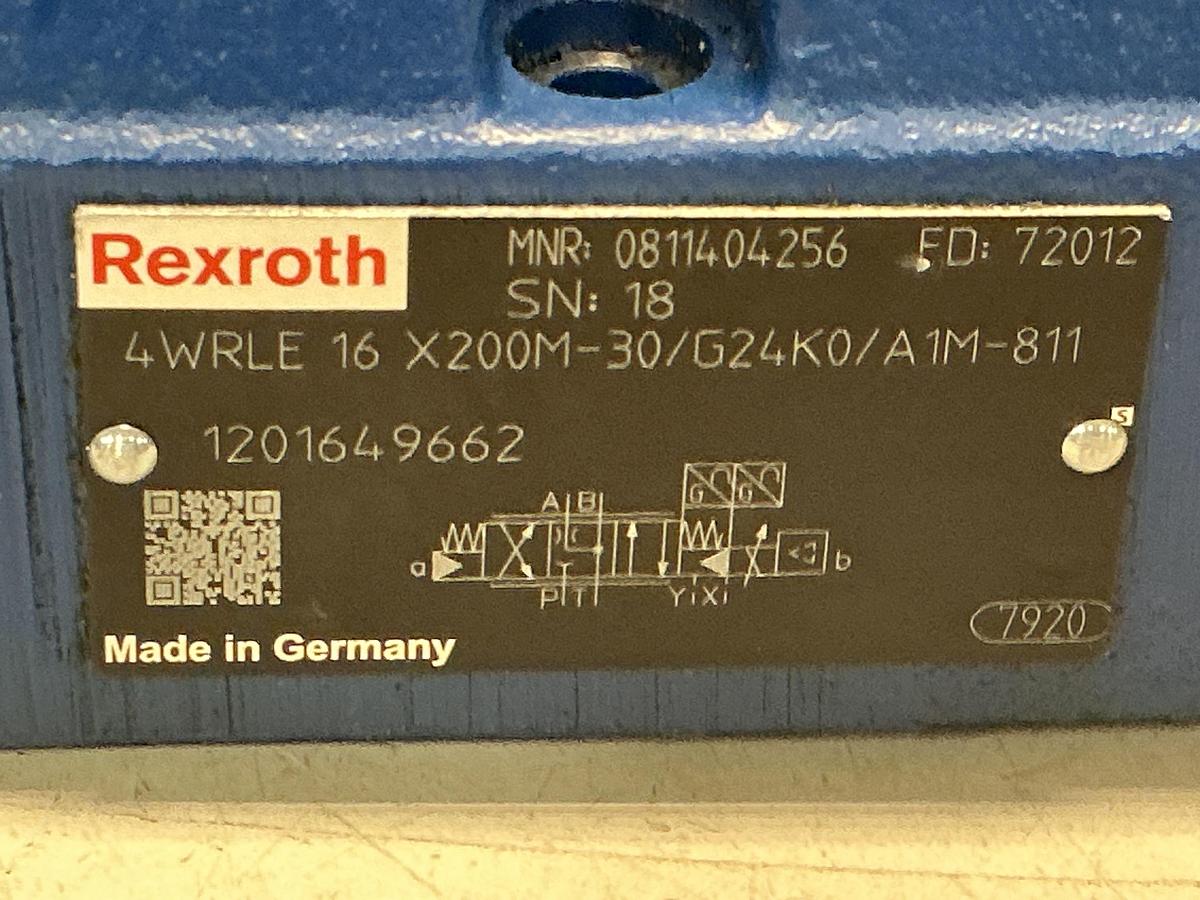 Rexroth
MNR: 0811404256 FD: 72012
SN: 18
4WRLE 16 X200M-30/G24K0/A1M-811
S
1201649662
G G
A B
a b
P T Y X
7920
Made in Germany